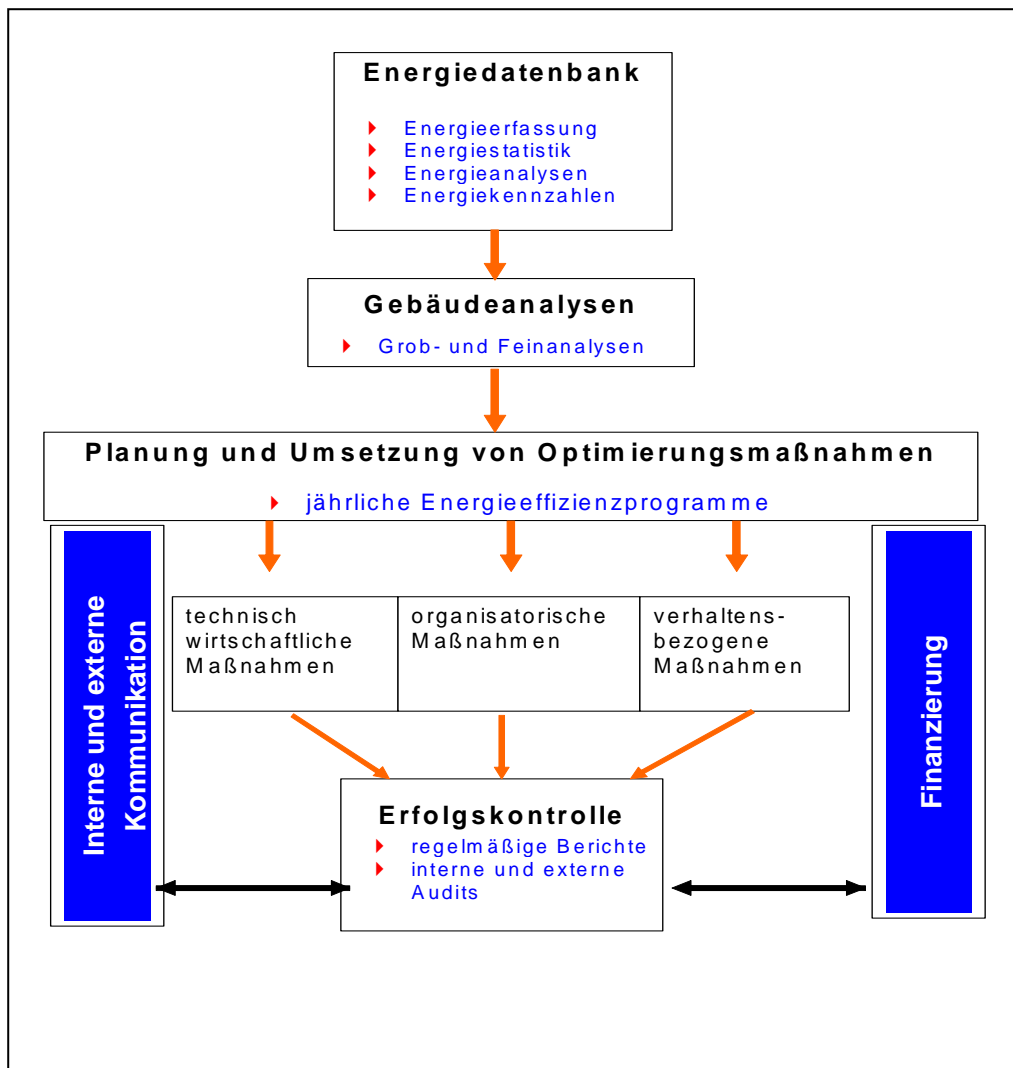 Energiedatenbank
Energieerfassung
Energiestatistik
Energieanalysen
Energiekennzahlen
Gebäudeanalysen
Grob- und Feinanalysen
Planung und Umsetzung von Optimierungsmaßnahmen
jährliche Energieeffizienzprogramme
Interne und externe
Kommunikation
technisch
wirtschaftliche
Maßnahmen
organisatorische
Maßnahmen
verhaltens-
bezogene
Maßnahmen
Finanzierung
Erfolgskontrolle
regelmäßige Berichte
interne und externe
Audits